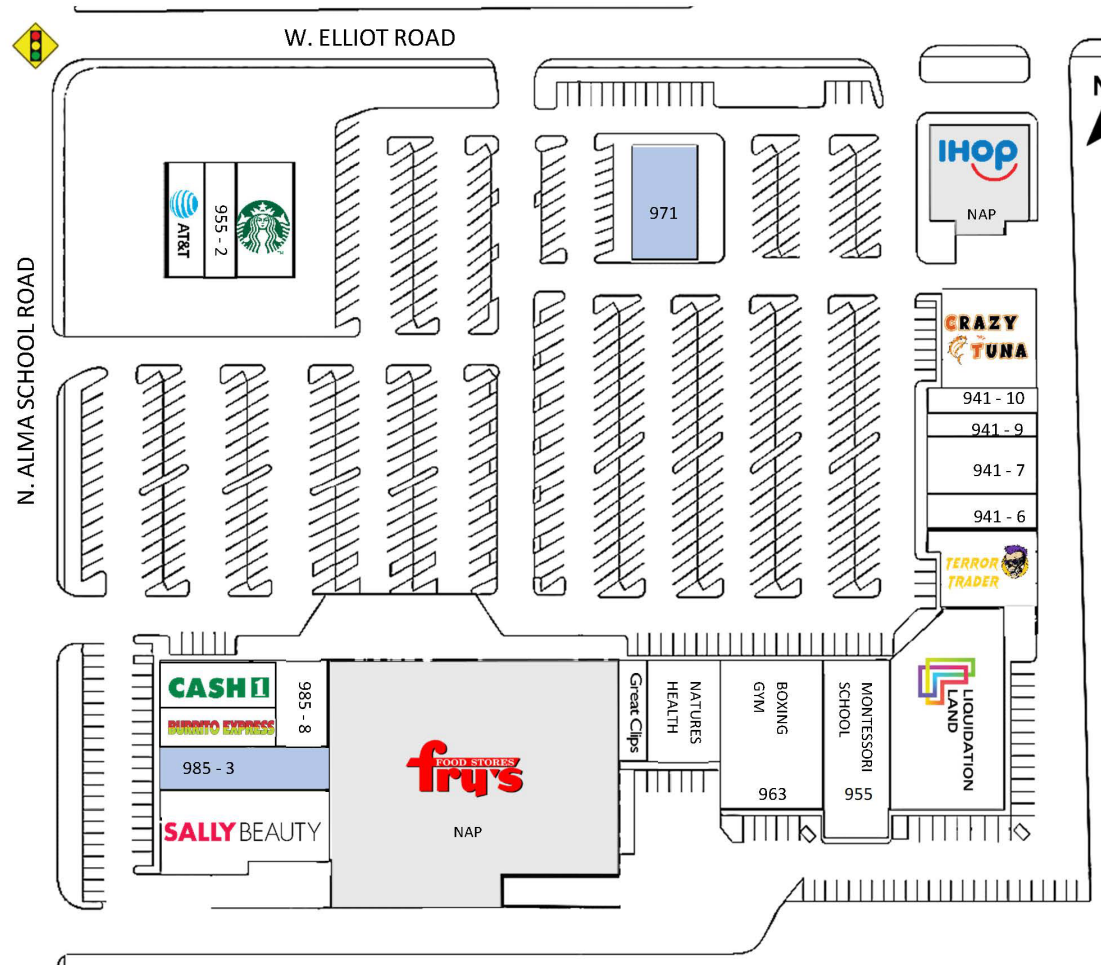 W. ELLIOT ROAD
N
IHOP
NAP
971
AT&T
955 - 2
N. ALMA SCHOOL ROAD
CRAZY
TUNA
941 - 10
941 - 9
941 - 7
941 - 6
TERROR
TRADER
CASH 1
BURRITO EXPRESS
985 - 8
985 - 3
SALLY BEAUTY
fry's
FOOD STORES
NAP
Great Clips
NATURES
HEALTH
BOXING
GYM
963
MONTESSORI
SCHOOL
955
LIQUIDATION
LAND